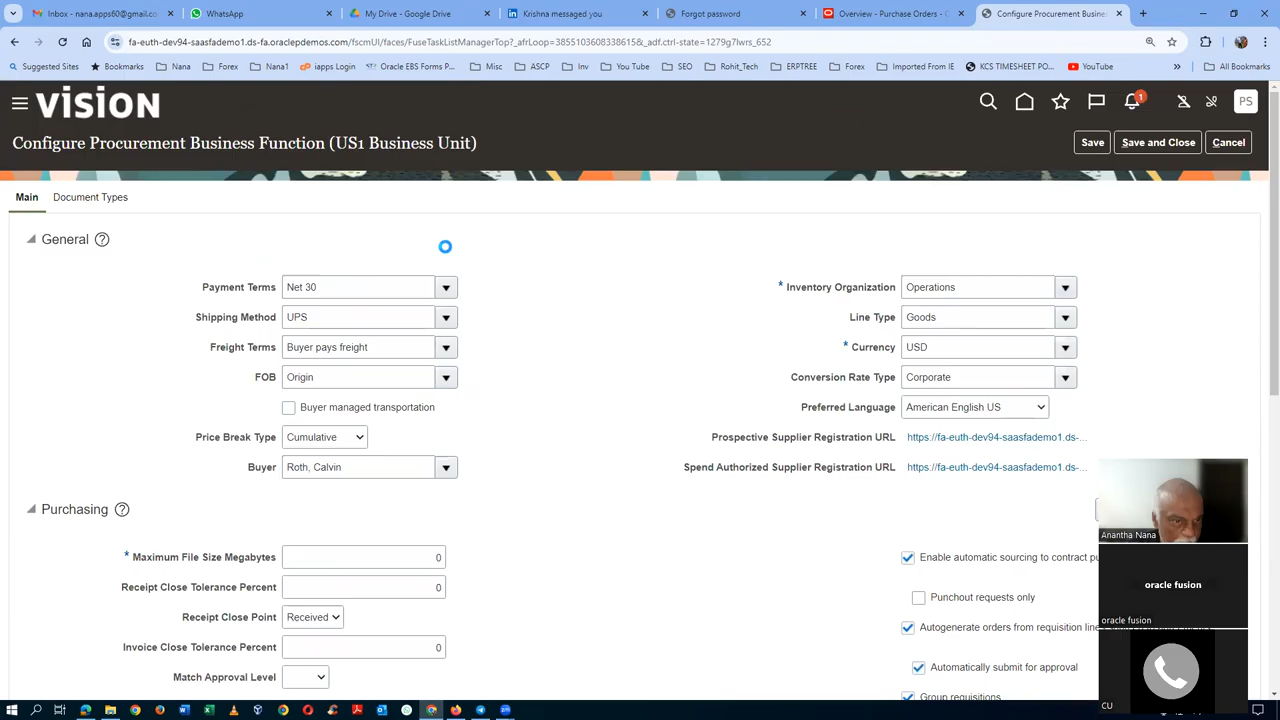 Inbox - nana.apps60@gmail.co
WhatsApp
My Drive - Google Drive
Krishna messaged you
Forgot password
Overview - Purchase Orders - C
Configure Procurement Busines
fa-euth-dev94-saasfademo1.ds-fa.oraclepdemos.com/fscmUI/faces/FuseTaskListManagerTop?_afrLoop=3855103608338615&_adf.ctrl-state=1279g7lwrs_652
Suggested Sites
Bookmarks
Nana
Forex
Nana1
iapps Login
Oracle EBS Forms P...
Misc
ASCP
Inv
You Tube
SEO
Rohit_Tech
ERPTREE
Forex
Imported From IE
KCS TIMESHEET PO...
YouTube
All Bookmarks
VISION
1
PS
Configure Procurement Business Function (US1 Business Unit)
Save
Save and Close
Cancel
Main
Document Types
General
Payment Terms Net 30
* Inventory Organization Operations
Shipping Method UPS
Line Type Goods
Freight Terms Buyer pays freight
* Currency USD
FOB Origin
Conversion Rate Type Corporate
Buyer managed transportation
Preferred Language American English US
Price Break Type Cumulative
Prospective Supplier Registration URL https://fa-euth-dev94-saasfademo1.ds-...
Buyer Roth, Calvin
Spend Authorized Supplier Registration URL https://fa-euth-dev94-saasfademo1.ds-...
Purchasing
* Maximum File Size Megabytes 0
Enable automatic sourcing to contract pu
Receipt Close Tolerance Percent 0
Punchout requests only
Receipt Close Point Received
Autogenerate orders from requisition lines
Invoice Close Tolerance Percent 0
Automatically submit for approval
Match Approval Level
Group requisitions
Anantha Nana
oracle fusion
oracle fusion
CU